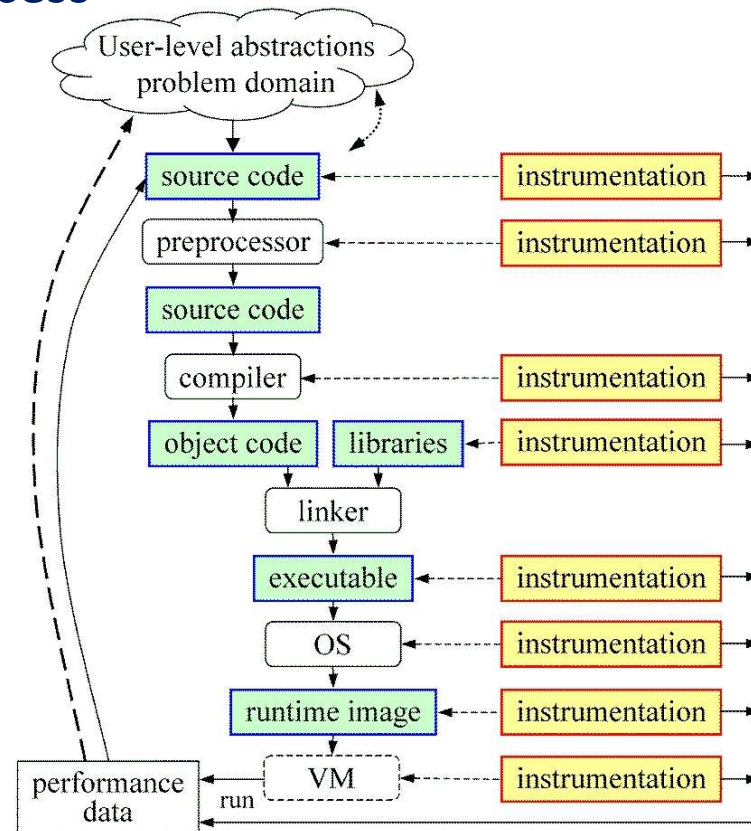 User-level abstractions
problem domain
source code
instrumentation
preprocessor
instrumentation
source code
compiler
instrumentation
object code
libraries
instrumentation
linker
executable
instrumentation
OS
instrumentation
runtime image
instrumentation
VM
instrumentation
performance
data
run